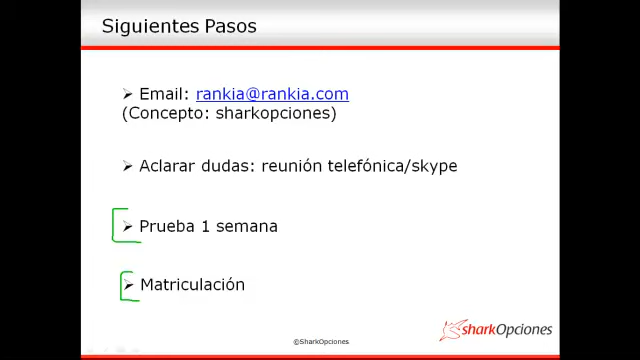 Siguientes Pasos
Email: rankia@rankia.com
(Concepto: sharkopciones)
Aclarar dudas: reunión telefónica/skype
Prueba 1 semana
Matriculación
sharkOpciones
©SharkOpciones